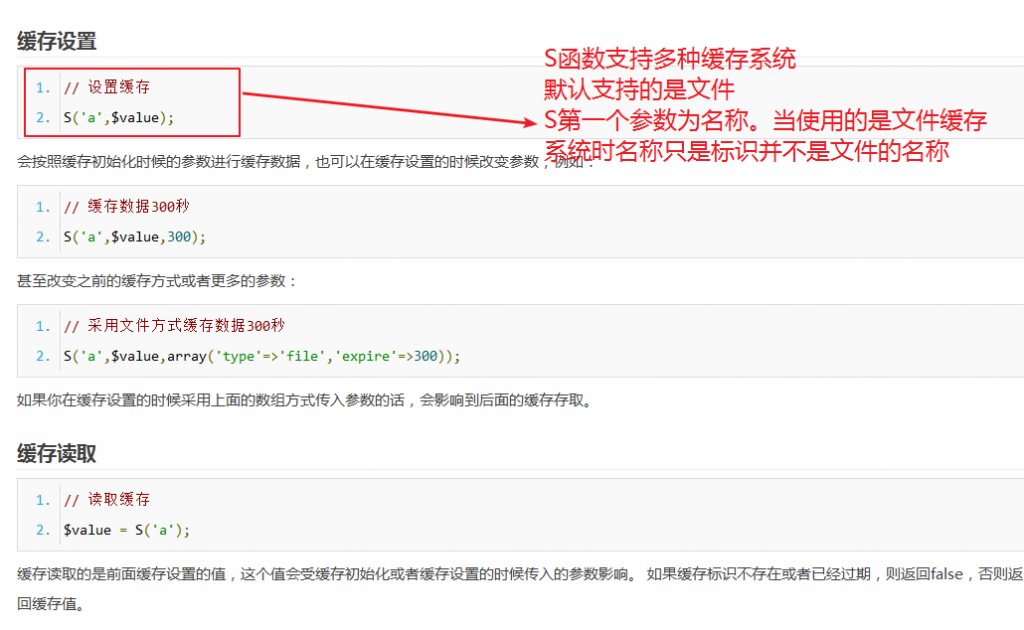 缓存设置
1. // 设置缓存
2. S('a',$value);
S函数支持多种缓存系统
默认支持的是文件
S第一个参数为名称。当使用的是文件缓存
系统时名称只是标识并不是文件的名称
会按照缓存初始化时候的参数进行缓存数据，也可以在缓存设置的时候改变参数，例如：
1. // 缓存数据300秒
2. S('a',$value,300);
甚至改变之前的缓存方式或者更多的参数：
1. // 采用文件方式缓存数据300秒
2. S('a',$value,array('type'=>'file','expire'=>300));
如果你在缓存设置的时候采用上面的数组方式传入参数的话，会影响到后面的缓存存取。
缓存读取
1. // 读取缓存
2. $value = S('a');
缓存读取的是前面缓存设置的值，这个值会受缓存初始化或者缓存设置的时候传入的参数影响。 如果缓存标识不存在或者已经过期，则返回false，否则返
回缓存值。